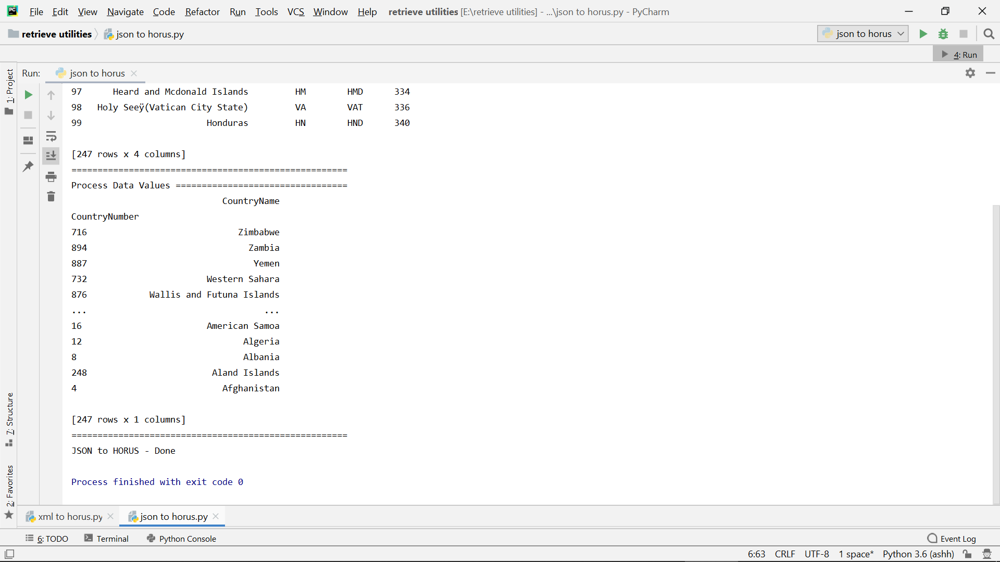 File Edit View Navigate Code Refactor Run Tools VCS Window Help retrieve utilities [E:\retrieve utilities] - ...\json to horus.py - PyCharm
retrieve utilities json to horus.py json to horus
4: Run
Run: json to horus
1: Project
97 Heard and Mcdonald Islands HM HMD 334
98 Holy Seeÿ(Vatican City State) VA VAT 336
99 Honduras HN HND 340
[247 rows x 4 columns]
=====================================================
Process Data Values =================================
CountryName
CountryNumber
716 Zimbabwe
894 Zambia
887 Yemen
732 Western Sahara
876 Wallis and Futuna Islands
... ...
16 American Samoa
12 Algeria
8 Albania
248 Aland Islands
4 Afghanistan
[247 rows x 1 columns]
=====================================================
JSON to HORUS - Done
Process finished with exit code 0
7: Structure
2: Favorites
xml to horus.py json to horus.py
6: TODO Terminal Python Console Event Log
6:63 CRLF UTF-8 1 space* Python 3.6 (ashh)